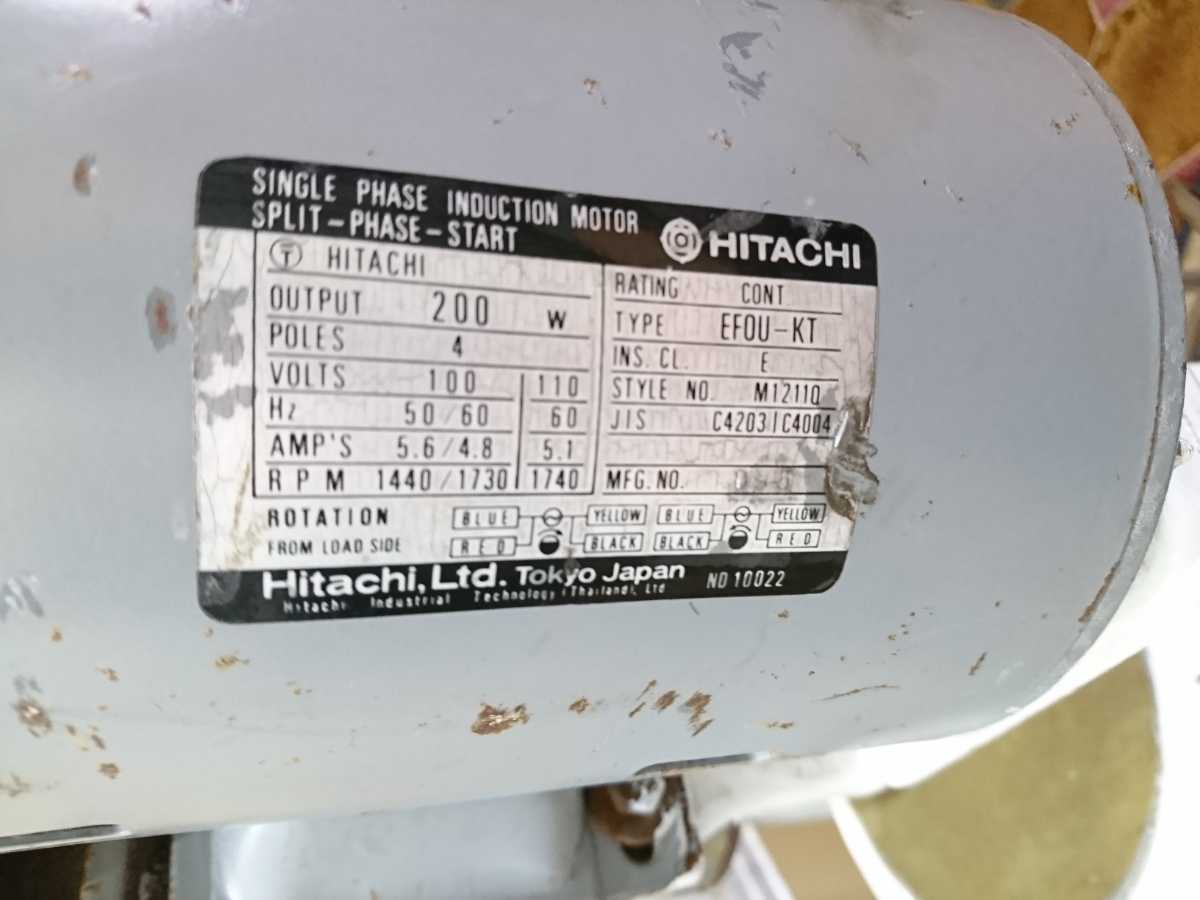 SINGLE PHASE INDUCTION MOTOR
SPLIT-PHASE-START
HITACHI
T HITACHI
OUTPUT 200 W
POLES 4
VOLTS 100 110
Hz 50/60 60
AMP'S 5.6/4.8 5.1
RPM 1440/1730 1740
RATING CONT
TYPE EFOU-KT
INS. CL. E
STYLE NO. M1211Q
JIS C4203 C4004
MFG. NO.
ROTATION
FROM LOAD SIDE
BLUE YELLOW BLUE YELLOW
RED BLACK BLACK RED
Hitachi, Ltd. Tokyo Japan NO 10022
Hitachi Industrial Technology (Thailand), Ltd